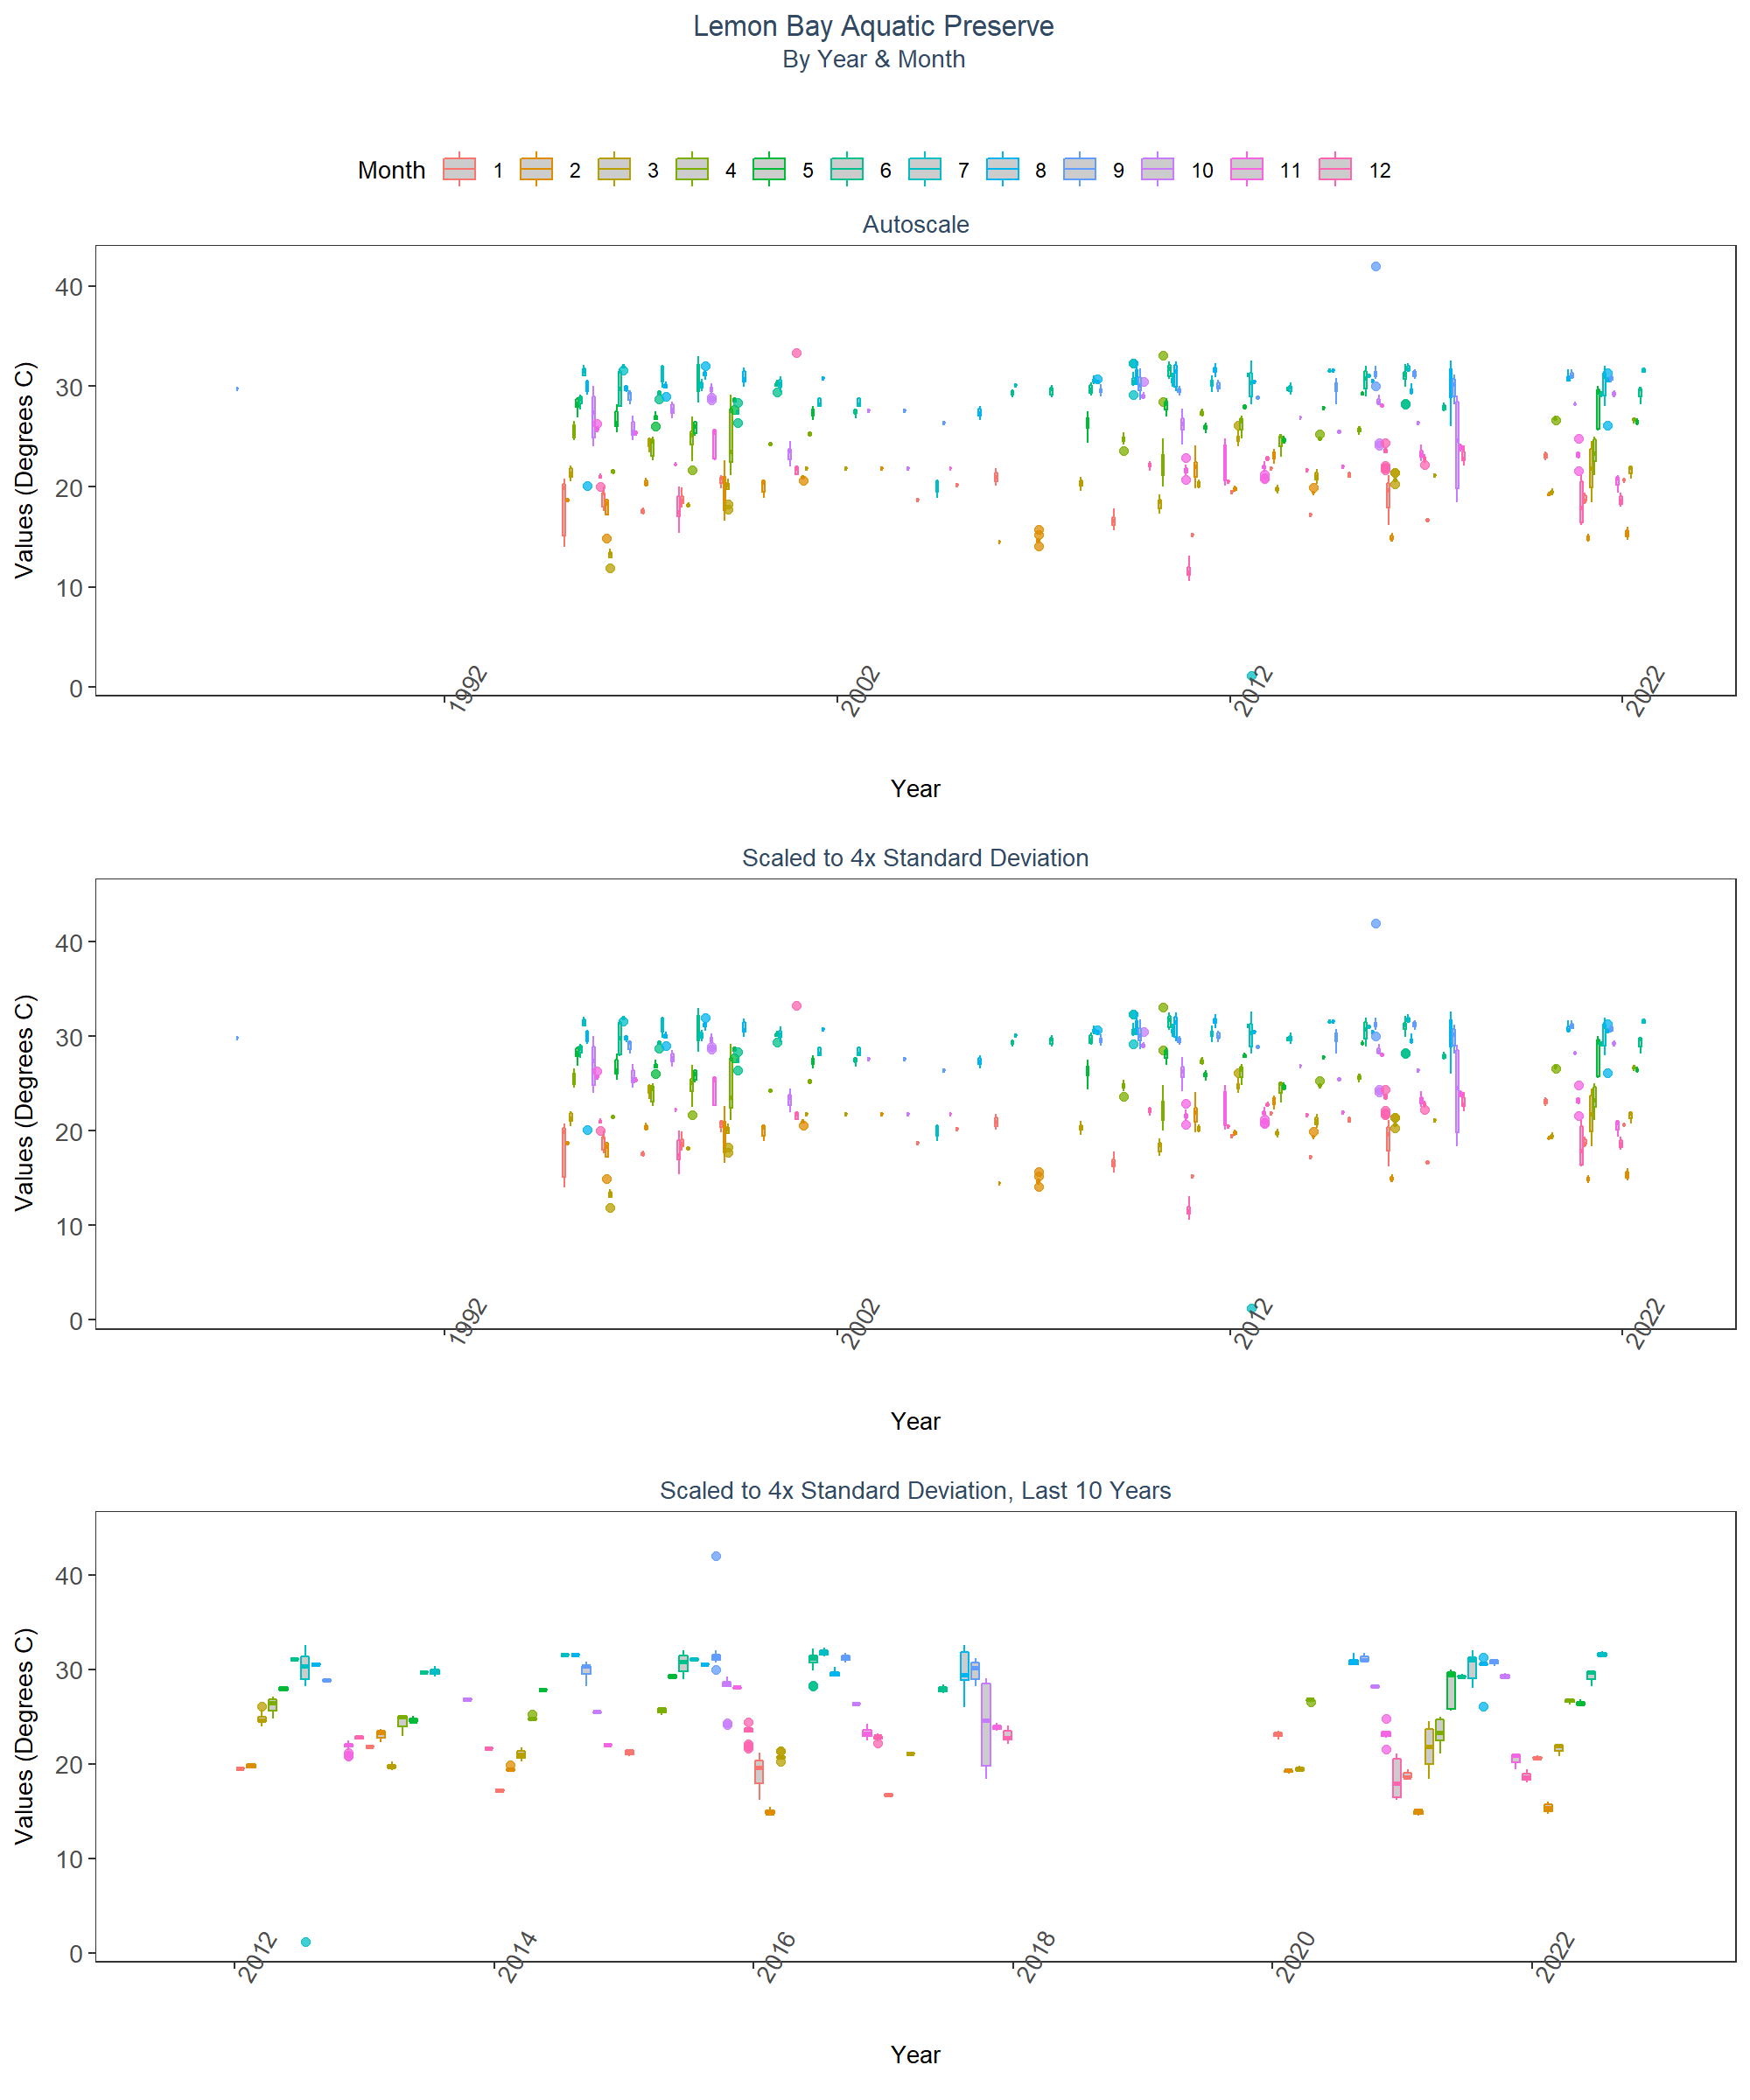 Lemon Bay Aquatic Preserve
By Year & Month
Month 1 2 3 4 5 6 7 8 9 10 11 12
Autoscale
Values (Degrees C)
40
30
20
10
0
1992 2002 2012 2022
Year
Scaled to 4x Standard Deviation
Values (Degrees C)
40
30
20
10
0
1992 2002 2012 2022
Year
Scaled to 4x Standard Deviation, Last 10 Years
Values (Degrees C)
40
30
20
10
0
2012 2014 2016 2018 2020 2022
Year